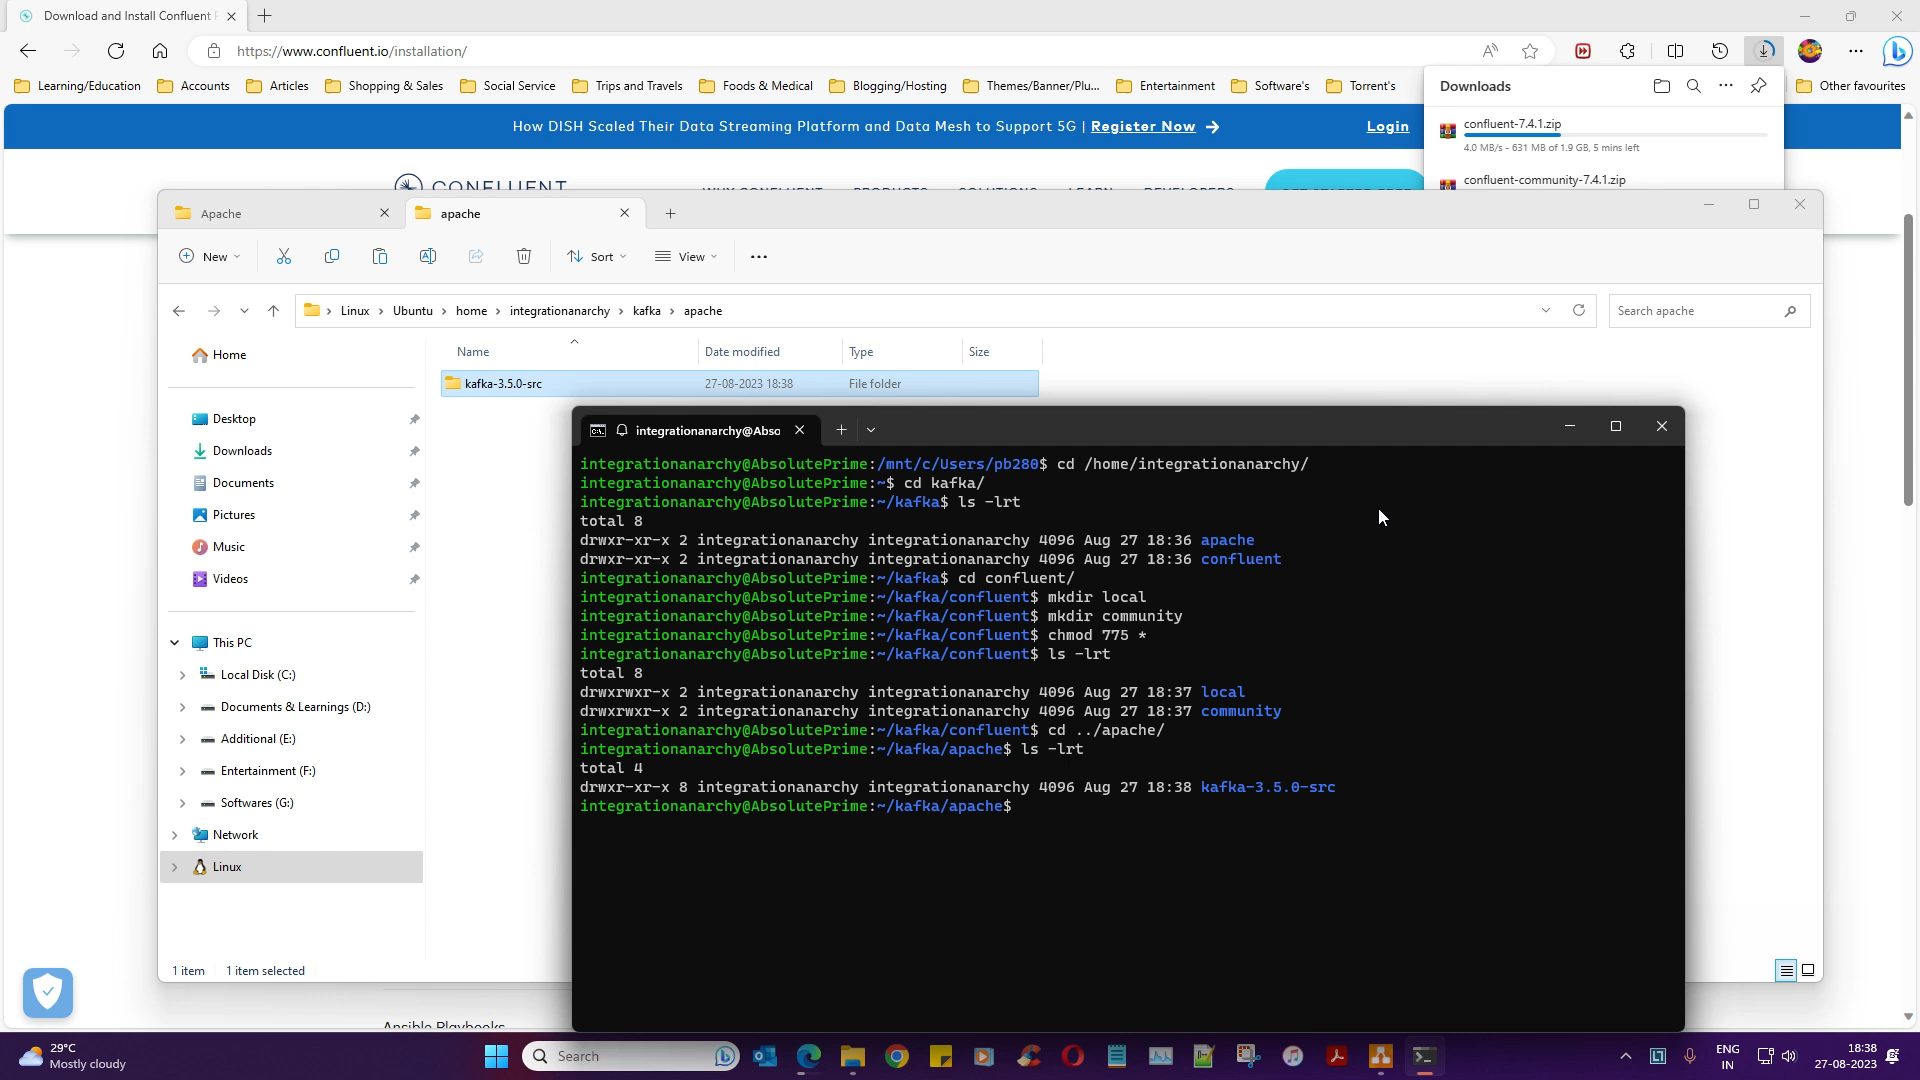 Download and Install Confluent
https://www.confluent.io/installation/
Learning/Education Accounts Articles Shopping & Sales Social Service Trips and Travels Foods & Medical Blogging/Hosting Themes/Banner/Plu... Entertainment Software's Torrent's Other favourites
Downloads
confluent-7.4.1.zip
4.0 MB/s - 631 MB of 1.9 GB, 5 mins left
confluent-community-7.4.1.zip
How DISH Scaled Their Data Streaming Platform and Data Mesh to Support 5G | Register Now → Login
CONFLUENT
Apache apache
New Sort View
Linux › Ubuntu › home › integrationanarchy › kafka › apache
Search apache
Name Date modified Type Size
kafka-3.5.0-src 27-08-2023 18:38 File folder
Home
Desktop
Downloads
Documents
Pictures
Music
Videos
This PC
Local Disk (C:)
Documents & Learnings (D:)
Additional (E:)
Entertainment (F:)
Softwares (G:)
Network
Linux
1 item 1 item selected
integrationanarchy@Abso
integrationanarchy@AbsolutePrime:/mnt/c/Users/pb280$ cd /home/integrationanarchy/
integrationanarchy@AbsolutePrime:~$ cd kafka/
integrationanarchy@AbsolutePrime:~/kafka$ ls -lrt
total 8
drwxr-xr-x 2 integrationanarchy integrationanarchy 4096 Aug 27 18:36 apache
drwxr-xr-x 2 integrationanarchy integrationanarchy 4096 Aug 27 18:36 confluent
integrationanarchy@AbsolutePrime:~/kafka$ cd confluent/
integrationanarchy@AbsolutePrime:~/kafka/confluent$ mkdir local
integrationanarchy@AbsolutePrime:~/kafka/confluent$ mkdir community
integrationanarchy@AbsolutePrime:~/kafka/confluent$ chmod 775 *
integrationanarchy@AbsolutePrime:~/kafka/confluent$ ls -lrt
total 8
drwxrwxr-x 2 integrationanarchy integrationanarchy 4096 Aug 27 18:37 local
drwxrwxr-x 2 integrationanarchy integrationanarchy 4096 Aug 27 18:37 community
integrationanarchy@AbsolutePrime:~/kafka/confluent$ cd ../apache/
integrationanarchy@AbsolutePrime:~/kafka/apache$ ls -lrt
total 4
drwxr-xr-x 8 integrationanarchy integrationanarchy 4096 Aug 27 18:38 kafka-3.5.0-src
integrationanarchy@AbsolutePrime:~/kafka/apache$
Ansible Playbooks
29°C
Mostly cloudy
Search
ENG
IN
18:38
27-08-2023